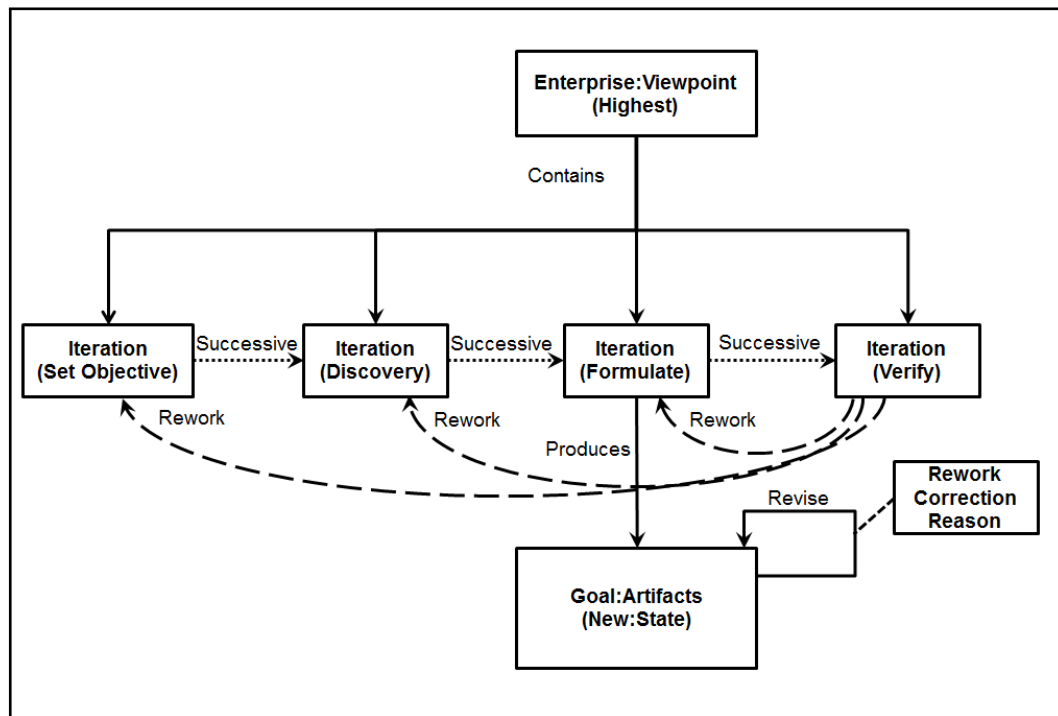 Enterprise:Viewpoint
(Highest)
Contains
Iteration
(Set Objective)
Successive
Iteration
(Discovery)
Successive
Iteration
(Formulate)
Successive
Iteration
(Verify)
Rework
Rework
Rework
Produces
Revise
Rework
Correction
Reason
Goal:Artifacts
(New:State)